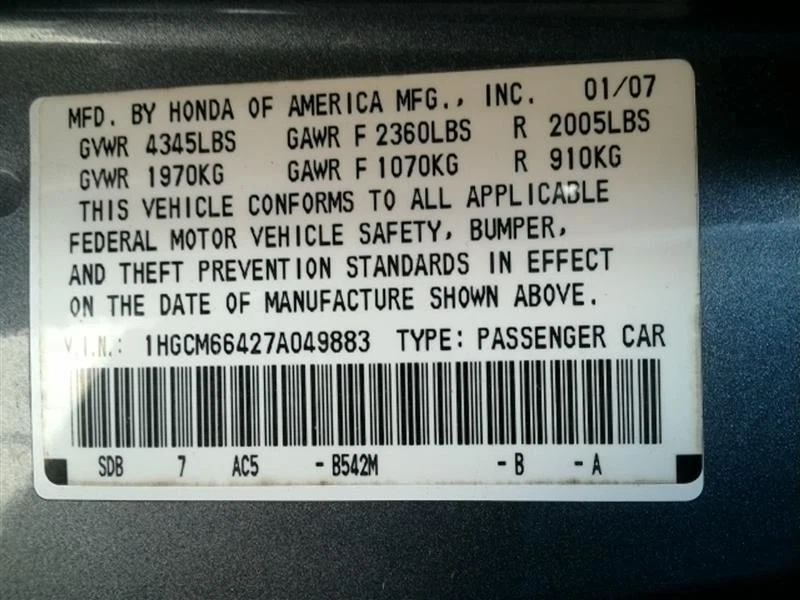 MFD. BY HONDA OF AMERICA MFG., INC. 01/07
GVWR 4345LBS GAWR F 2360LBS R 2005LBS
GVWR 1970KG GAWR F 1070KG R 910KG
THIS VEHICLE CONFORMS TO ALL APPLICABLE
FEDERAL MOTOR VEHICLE SAFETY, BUMPER,
AND THEFT PREVENTION STANDARDS IN EFFECT
ON THE DATE OF MANUFACTURE SHOWN ABOVE.
V.I.N.: 1HGCM66427A049883 TYPE: PASSENGER CAR
SDB 7 AC5 - B542M - B - A